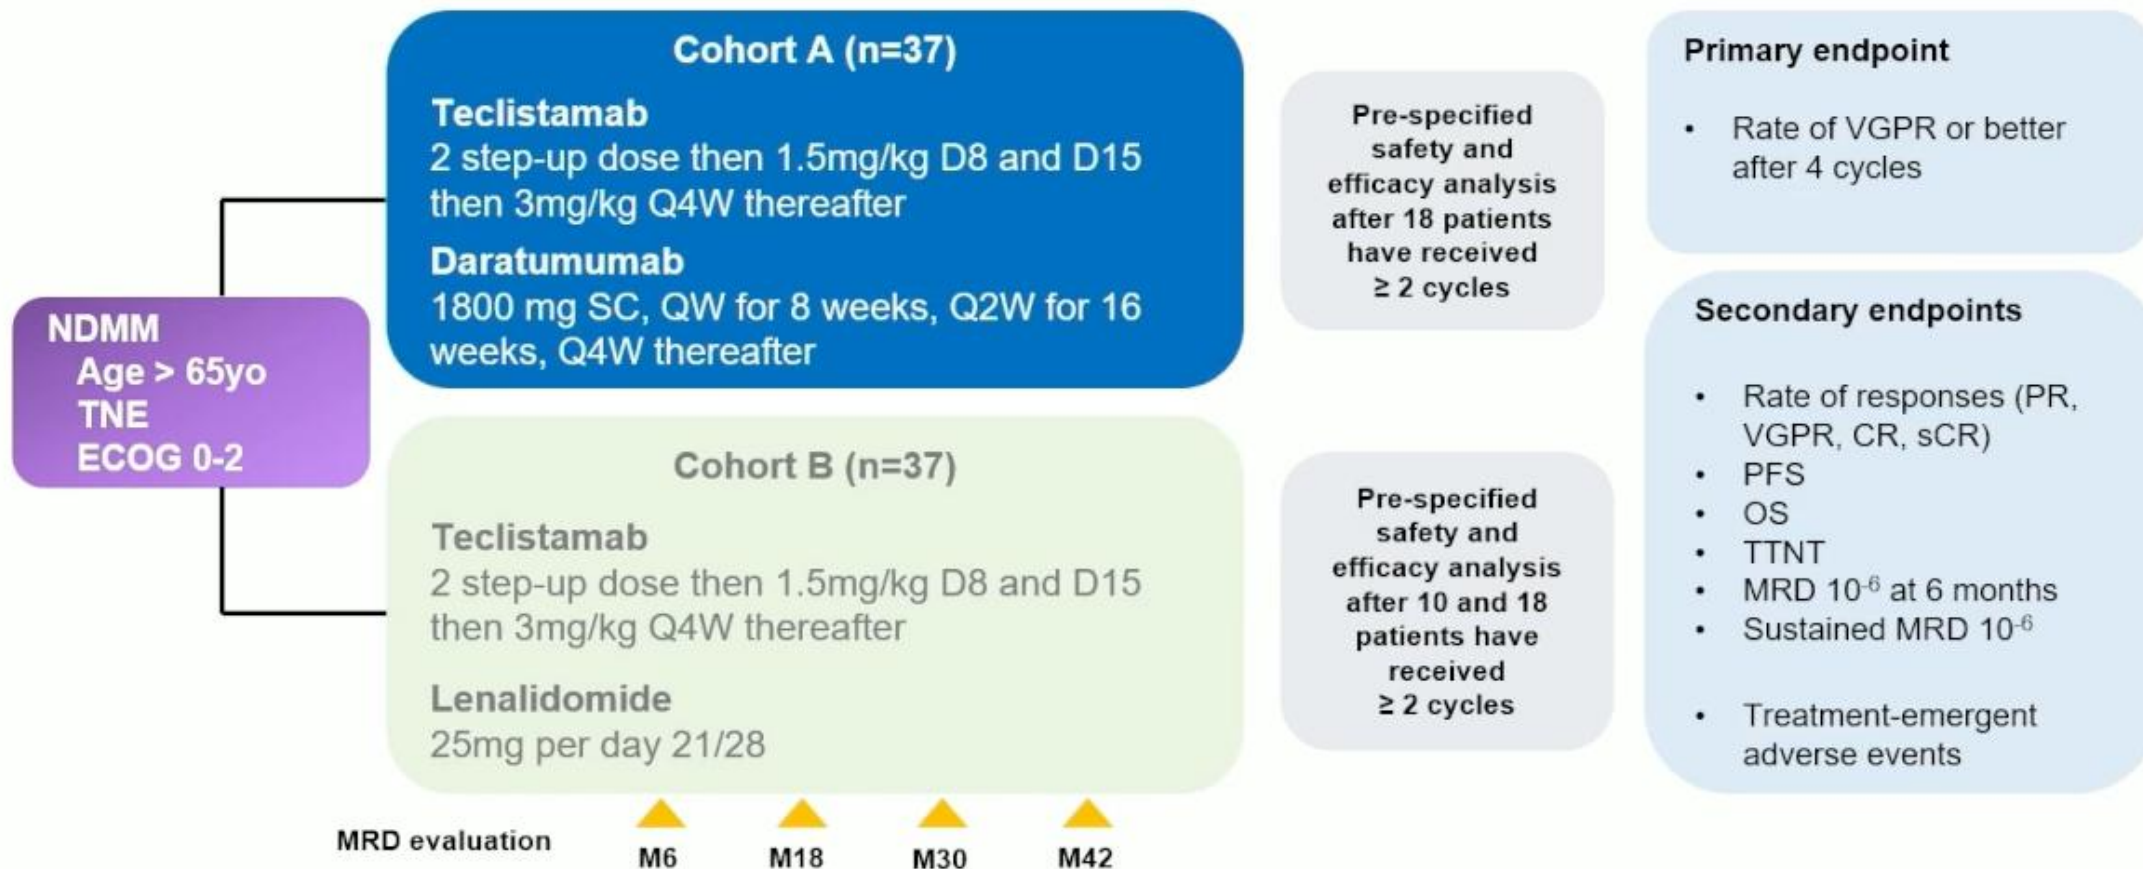 NDMM
Age > 65yo
TNE
ECOG 0-2
Cohort A (n=37)
Teclistamab
2 step-up dose then 1.5mg/kg D8 and D15
then 3mg/kg Q4W thereafter
Daratumumab
1800 mg SC, QW for 8 weeks, Q2W for 16
weeks, Q4W thereafter
Cohort B (n=37)
Teclistamab
2 step-up dose then 1.5mg/kg D8 and D15
then 3mg/kg Q4W thereafter
Lenalidomide
25mg per day 21/28
MRD evaluation
M6 M18 M30 M42
Pre-specified
safety and
efficacy analysis
after 18 patients
have received
≥ 2 cycles
Pre-specified
safety and
efficacy analysis
after 10 and 18
patients have
received
≥ 2 cycles
Primary endpoint
• Rate of VGPR or better
after 4 cycles
Secondary endpoints
• Rate of responses (PR,
VGPR, CR, sCR)
• PFS
• OS
• TTNT
• MRD 10⁻⁶ at 6 months
• Sustained MRD 10⁻⁶
• Treatment-emergent
adverse events